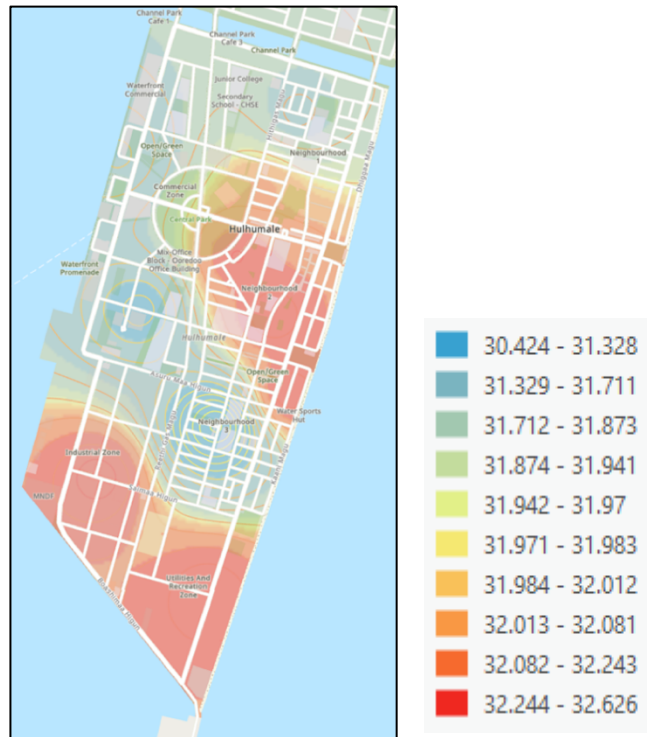 Channel Park
Cafe 1
Channel Park
Cafe 3
Channel Park
Junior College
Waterfront
Commercial
Secondary
School - CHSE
Hithigas Magu
Dhiggaa Magu
Open/Green
Space
Neighbourhood
1
Commercial
Zone
Central Park
Hulhumale
Mix Office
Block - Ooredoo
Office Building
Waterfront
Promenade
Neighbourhood
2
Hulhumale
Open/Green
Space
Water Sports
Hut
Neighbourhood
3
Industrial Zone
MNDF
Utilities And
Recreation
Zone
30.424 - 31.328
31.329 - 31.711
31.712 - 31.873
31.874 - 31.941
31.942 - 31.97
31.971 - 31.983
31.984 - 32.012
32.013 - 32.081
32.082 - 32.243
32.244 - 32.626